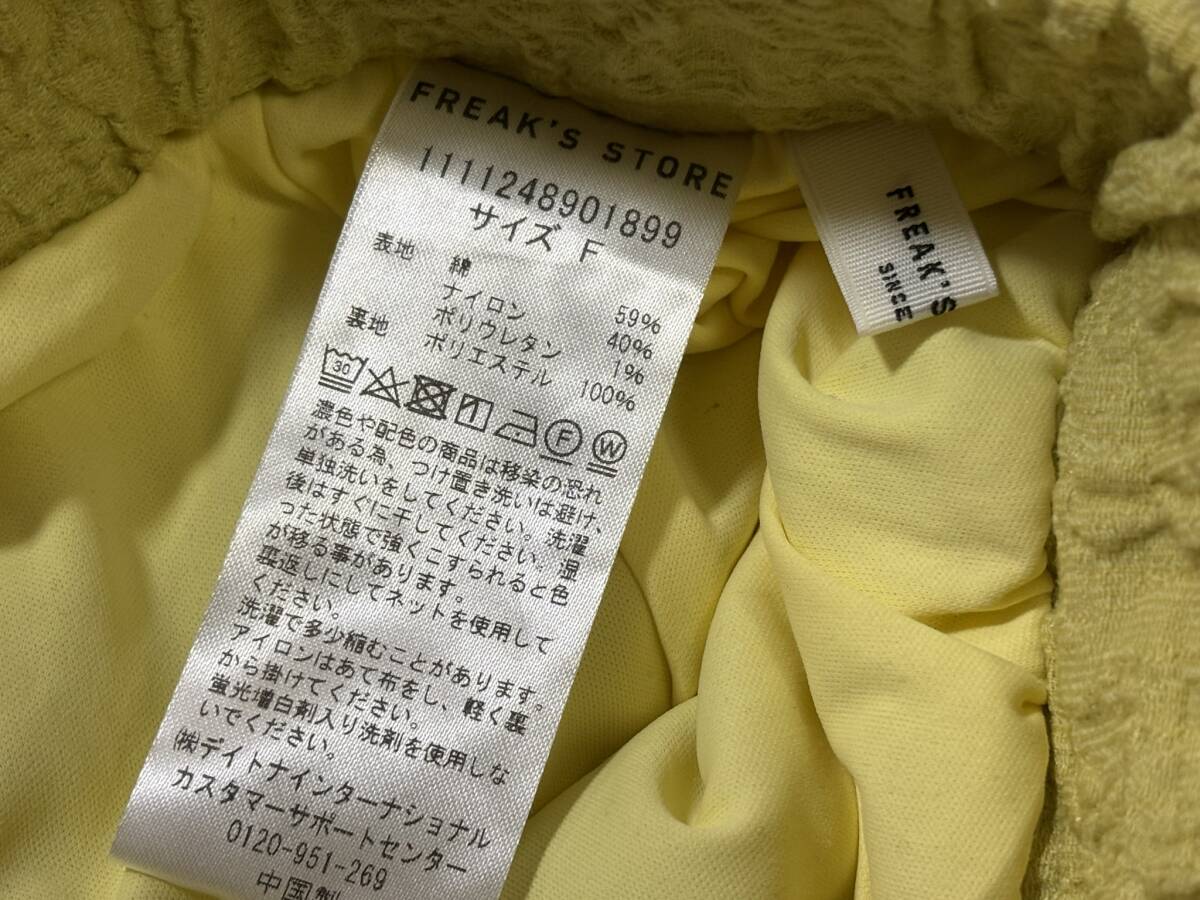 FREAK'S STORE
1111248901899
サイズ F
表地 綿 59%
ナイロン 40%
ポリウレタン 1%
裏地 ポリエステル 100%
30
F
W
濃色や配色の商品は移染の恐れ
がある為、つけ置き洗いは避け、
単独洗いをしてください。洗濯
後はすぐに干してください。湿
った状態で強くこすられると色
が移る事があります。
裏返しにしてネットを使用して
ください。
洗濯で多少縮むことがあります。
アイロンはあて布をし、軽く裏
から掛けてください。
蛍光増白剤入り洗剤を使用しな
いでください。
㈱デイトナインターナショナル
カスタマーサポートセンター
0120-951-269
中国製
FREAK'S
SINCE